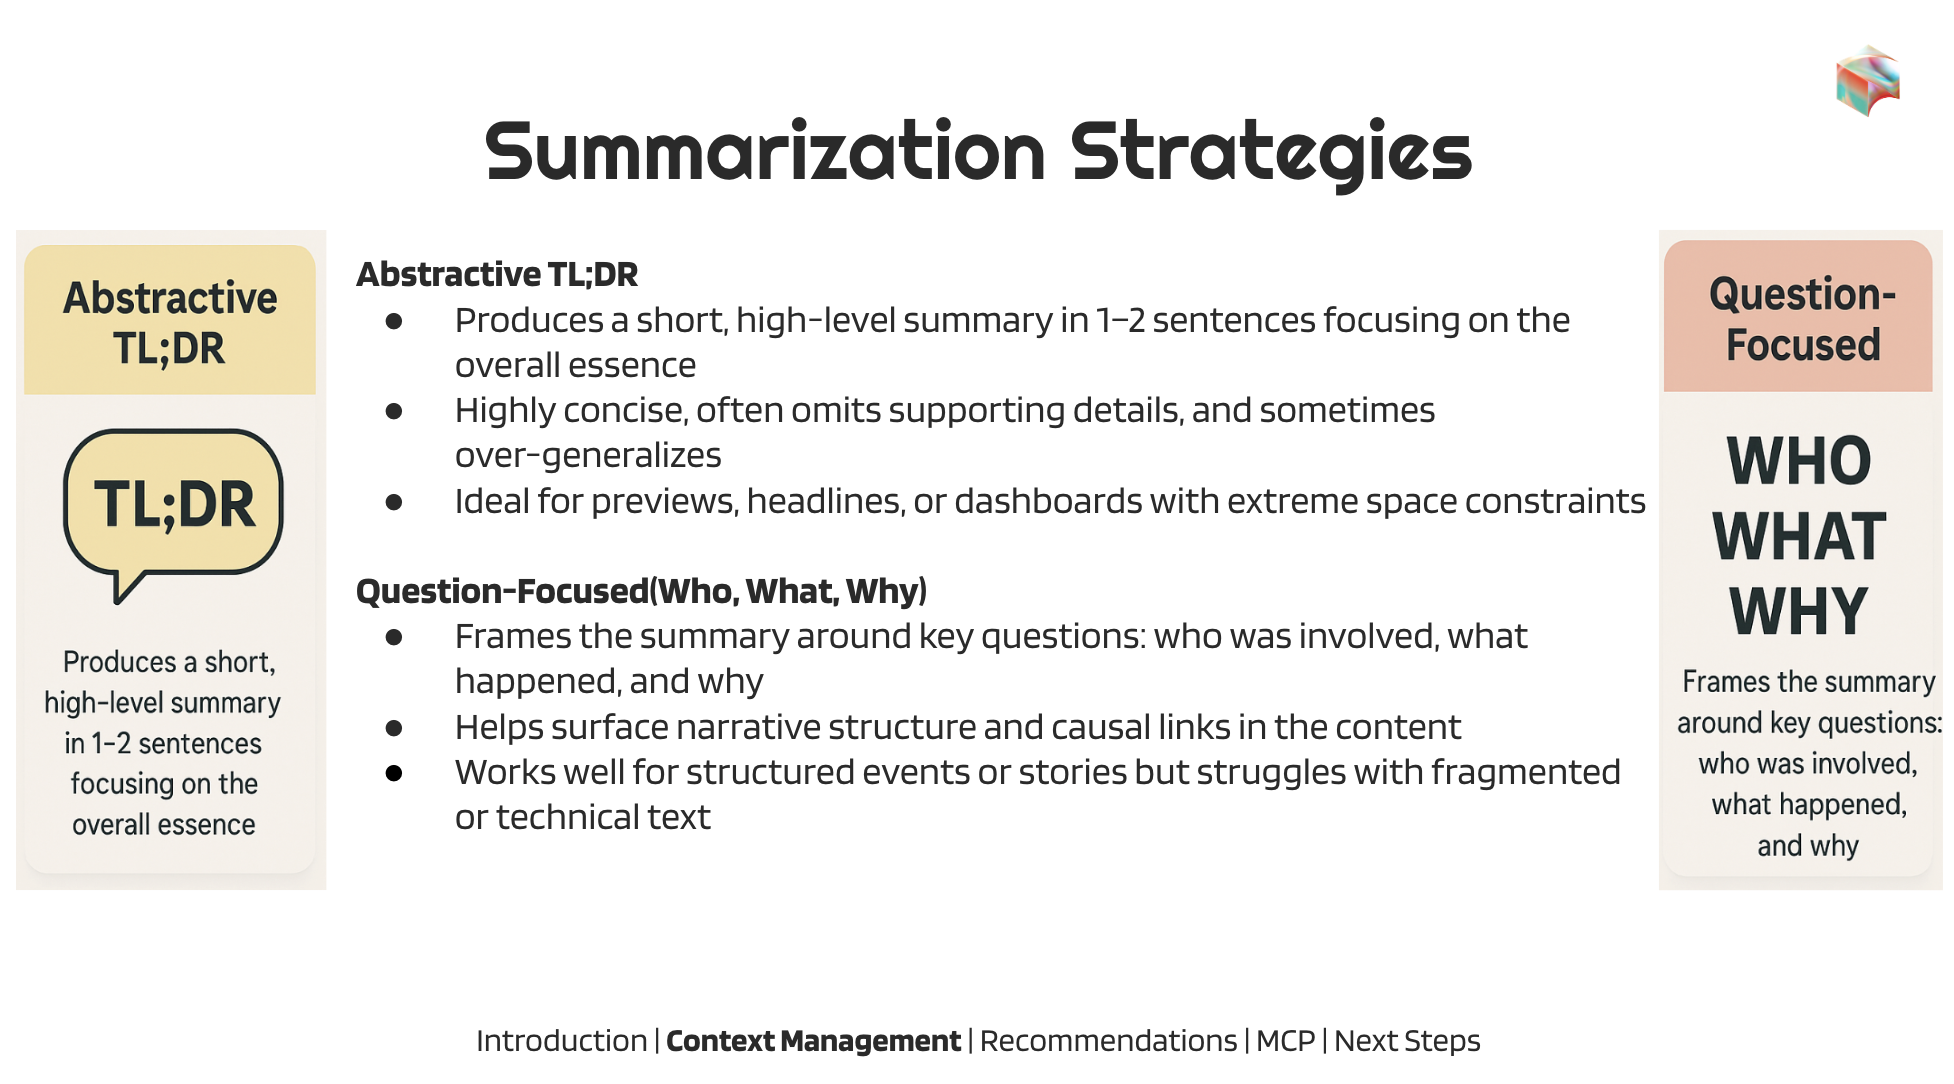 Summarization Strategies
Abstractive
TL;DR
TL;DR
Produces a short,
high-level summary
in 1-2 sentences
focusing on the
overall essence
Abstractive TL;DR
● Produces a short, high-level summary in 1–2 sentences focusing on the
overall essence
● Highly concise, often omits supporting details, and sometimes
over-generalizes
● Ideal for previews, headlines, or dashboards with extreme space constraints
Question-Focused(Who, What, Why)
● Frames the summary around key questions: who was involved, what
happened, and why
● Helps surface narrative structure and causal links in the content
● Works well for structured events or stories but struggles with fragmented
or technical text
Question-
Focused
WHO
WHAT
WHY
Frames the summary
around key questions:
who was involved,
what happened,
and why
Introduction | Context Management | Recommendations | MCP | Next Steps